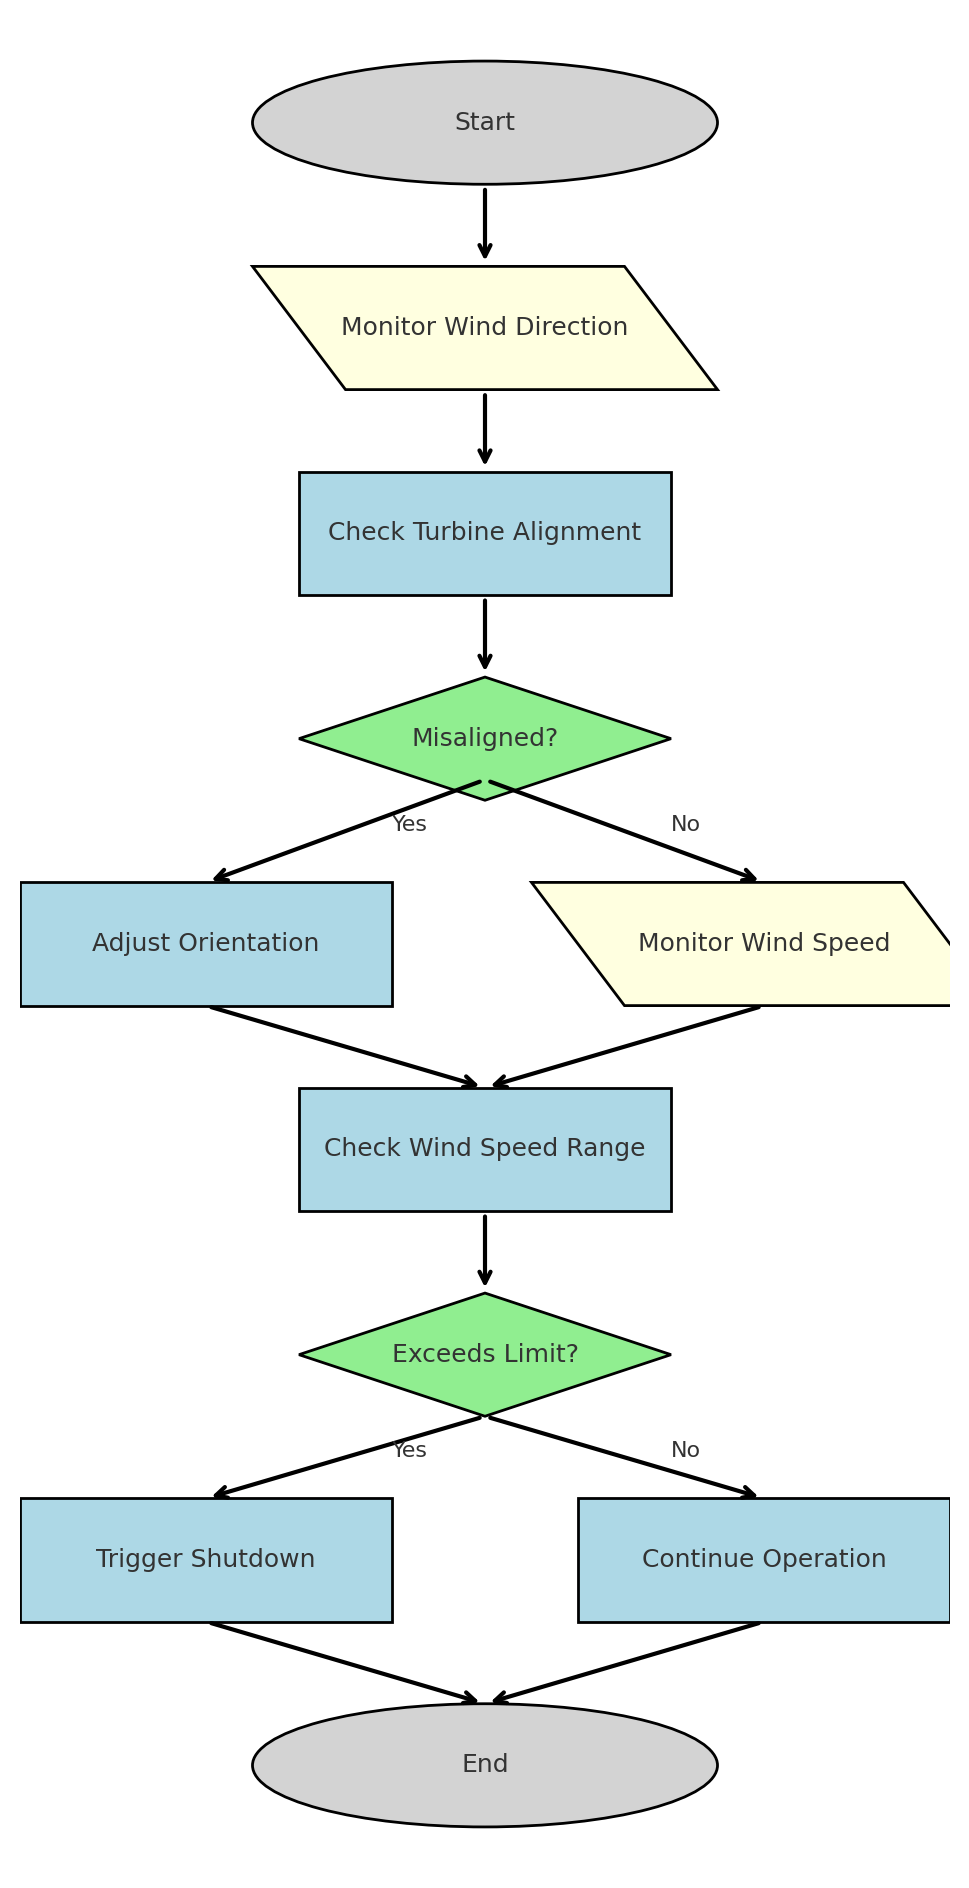 Start
Monitor Wind Direction
Check Turbine Alignment
Misaligned?
Yes
No
Adjust Orientation
Monitor Wind Speed
Check Wind Speed Range
Exceeds Limit?
Yes
No
Trigger Shutdown
Continue Operation
End